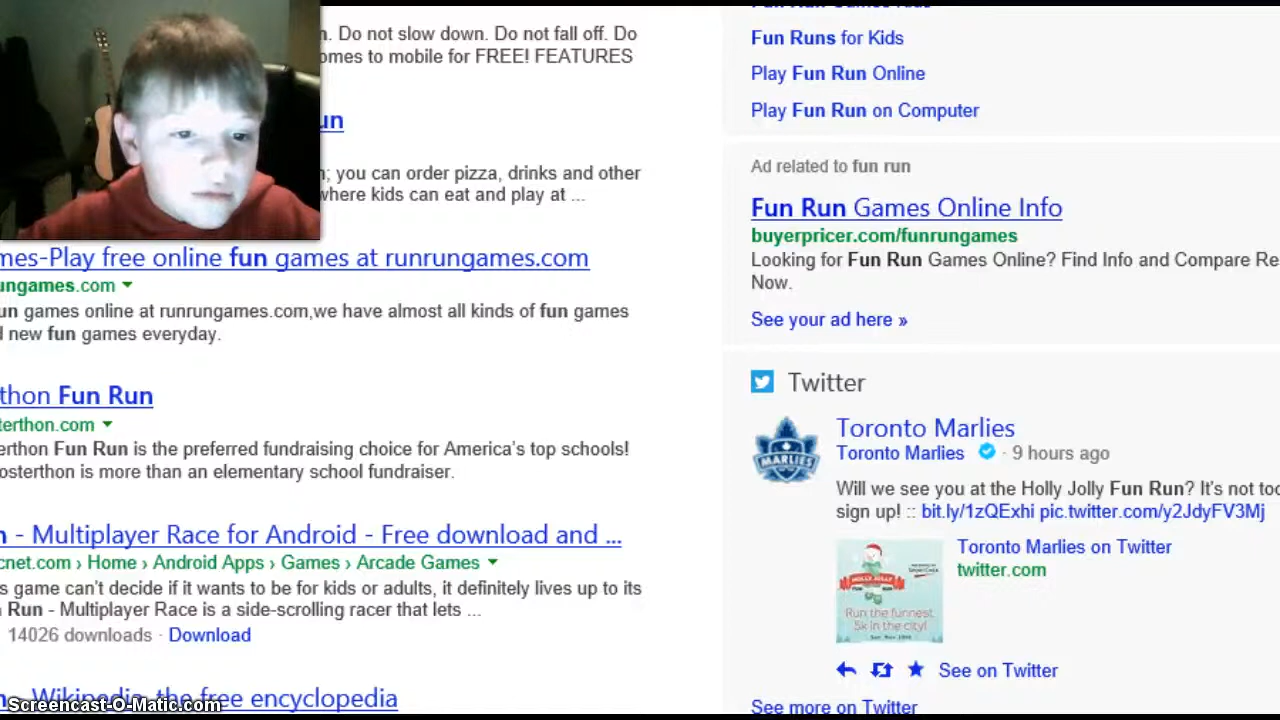 n. Do not slow down. Do not fall off. Do
omes to mobile for FREE! FEATURES
un
n; you can order pizza, drinks and other
where kids can eat and play at ...
mes-Play free online fun games at runrungames.com
ungames.com
un games online at runrungames.com,we have almost all kinds of fun games
d new fun games everyday.
thon Fun Run
terthon.com
erthon Fun Run is the preferred fundraising choice for America's top schools!
osterthon is more than an elementary school fundraiser.
n - Multiplayer Race for Android - Free download and ...
cnet.com › Home › Android Apps › Games › Arcade Games
s game can't decide if it wants to be for kids or adults, it definitely lives up to its
Run - Multiplayer Race is a side-scrolling racer that lets ...
14026 downloads · Download
n - Wikipedia, the free encyclopedia
Screencast-O-Matic.com
Fun Runs for Kids
Play Fun Run Online
Play Fun Run on Computer
Ad related to fun run
Fun Run Games Online Info
buyerpricer.com/funrungames
Looking for Fun Run Games Online? Find Info and Compare Re
Now.
See your ad here »
Twitter
MARLIES
Toronto Marlies
Toronto Marlies · 9 hours ago
Will we see you at the Holly Jolly Fun Run? It's not too
sign up! :: bit.ly/1zQExhi pic.twitter.com/y2JdyFV3Mj
Toronto Marlies on Twitter
twitter.com
HOLLY JOLLY
Run the funnest
5k in the city!
See on Twitter
See more on Twitter